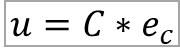 u = C * e_c